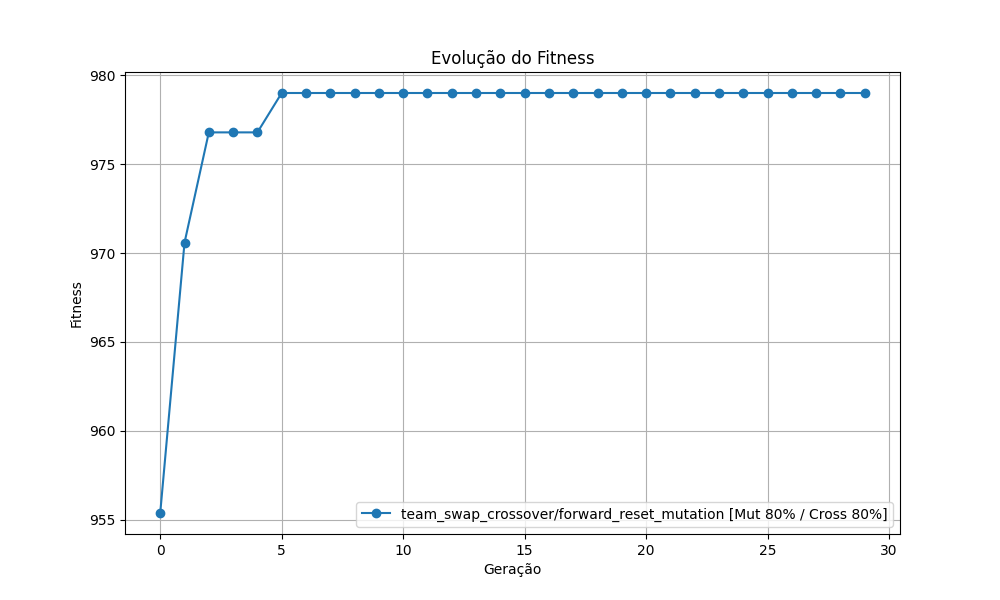 Evolução do Fitness
980
975
970
965
960
955
Fitness
0 5 10 15 20 25 30
Geração
team_swap_crossover/forward_reset_mutation [Mut 80% / Cross 80%]